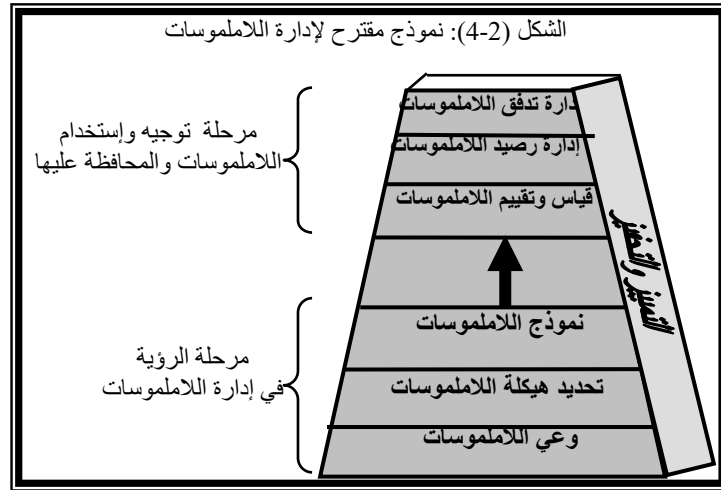 الشكل (2-4): نموذج مقترح لإدارة اللاملموسات
دارة تدفق اللاملموسات
إدارة رصيد اللاملموسات
قياس وتقييم اللاملموسات
نموذج اللاملموسات
تحديد هيكلة اللاملموسات
وعي اللاملموسات
مرحلة توجيه وإستخدام
اللاملموسات والمحافظة عليها
مرحلة الرؤية
في إدارة اللاملموسات